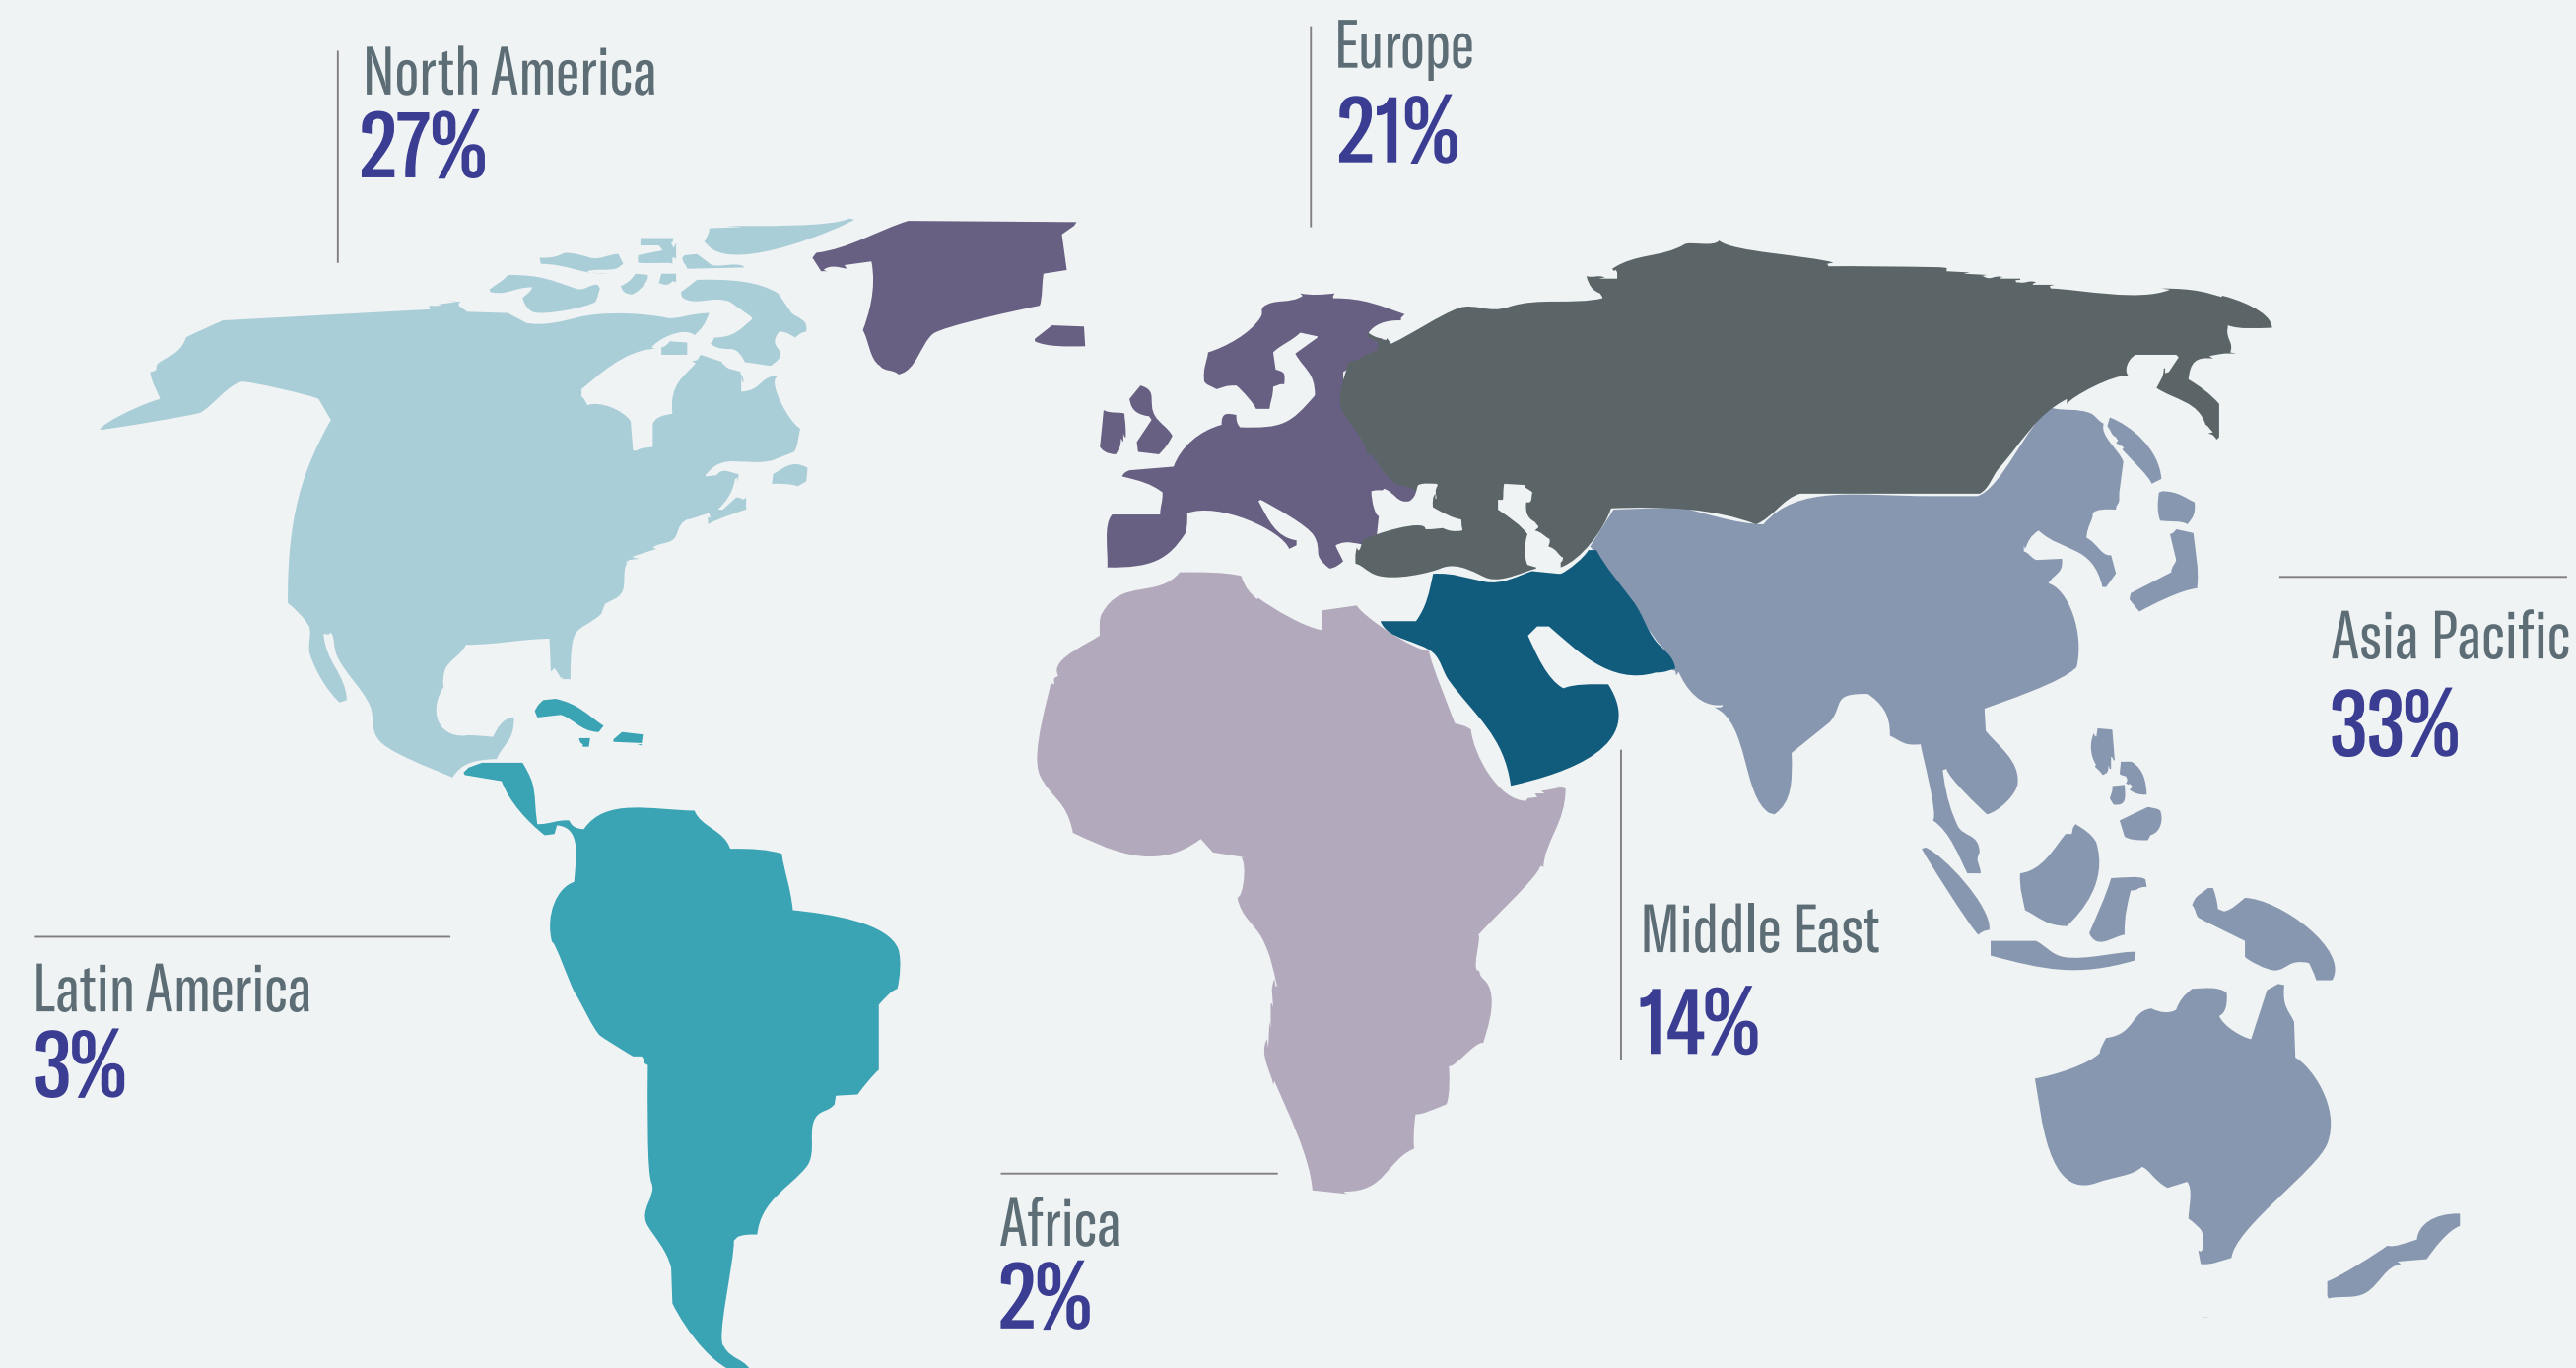 North America
27%
Europe
21%
Asia Pacific
33%
Middle East
14%
Latin America
3%
Africa
2%